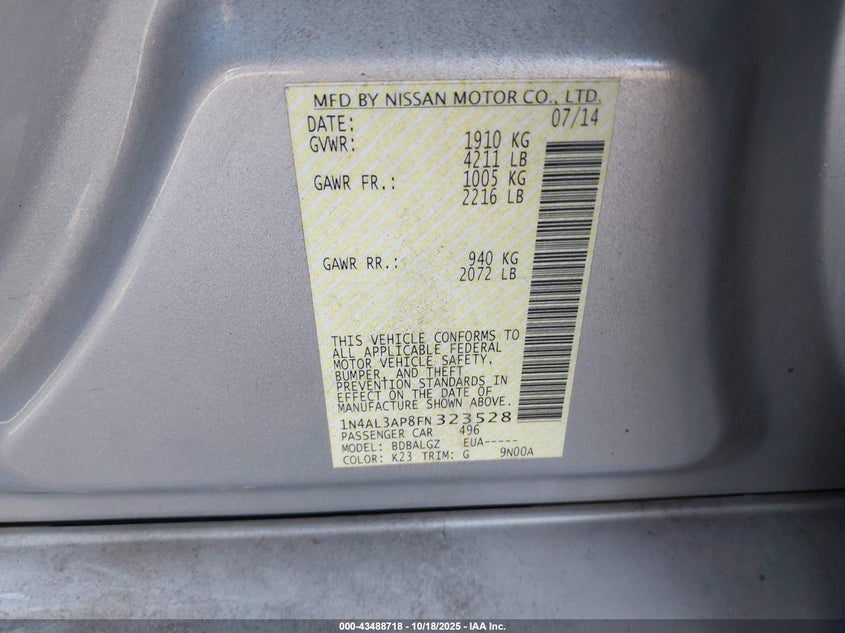 MFD BY NISSAN MOTOR CO., LTD.
DATE: 07/14
GVWR: 1910 KG
4211 LB
GAWR FR.: 1005 KG
2216 LB
GAWR RR.: 940 KG
2072 LB
THIS VEHICLE CONFORMS TO
ALL APPLICABLE FEDERAL
MOTOR VEHICLE SAFETY,
BUMPER, AND THEFT
PREVENTION STANDARDS IN
EFFECT ON THE DATE OF
MANUFACTURE SHOWN ABOVE.
1N4AL3AP8FN323528
PASSENGER CAR 496
MODEL: BDBALGZ EUA-----
COLOR: K23 TRIM: G 9N00A
000-43488718 - 10/18/2025 - IAA Inc.